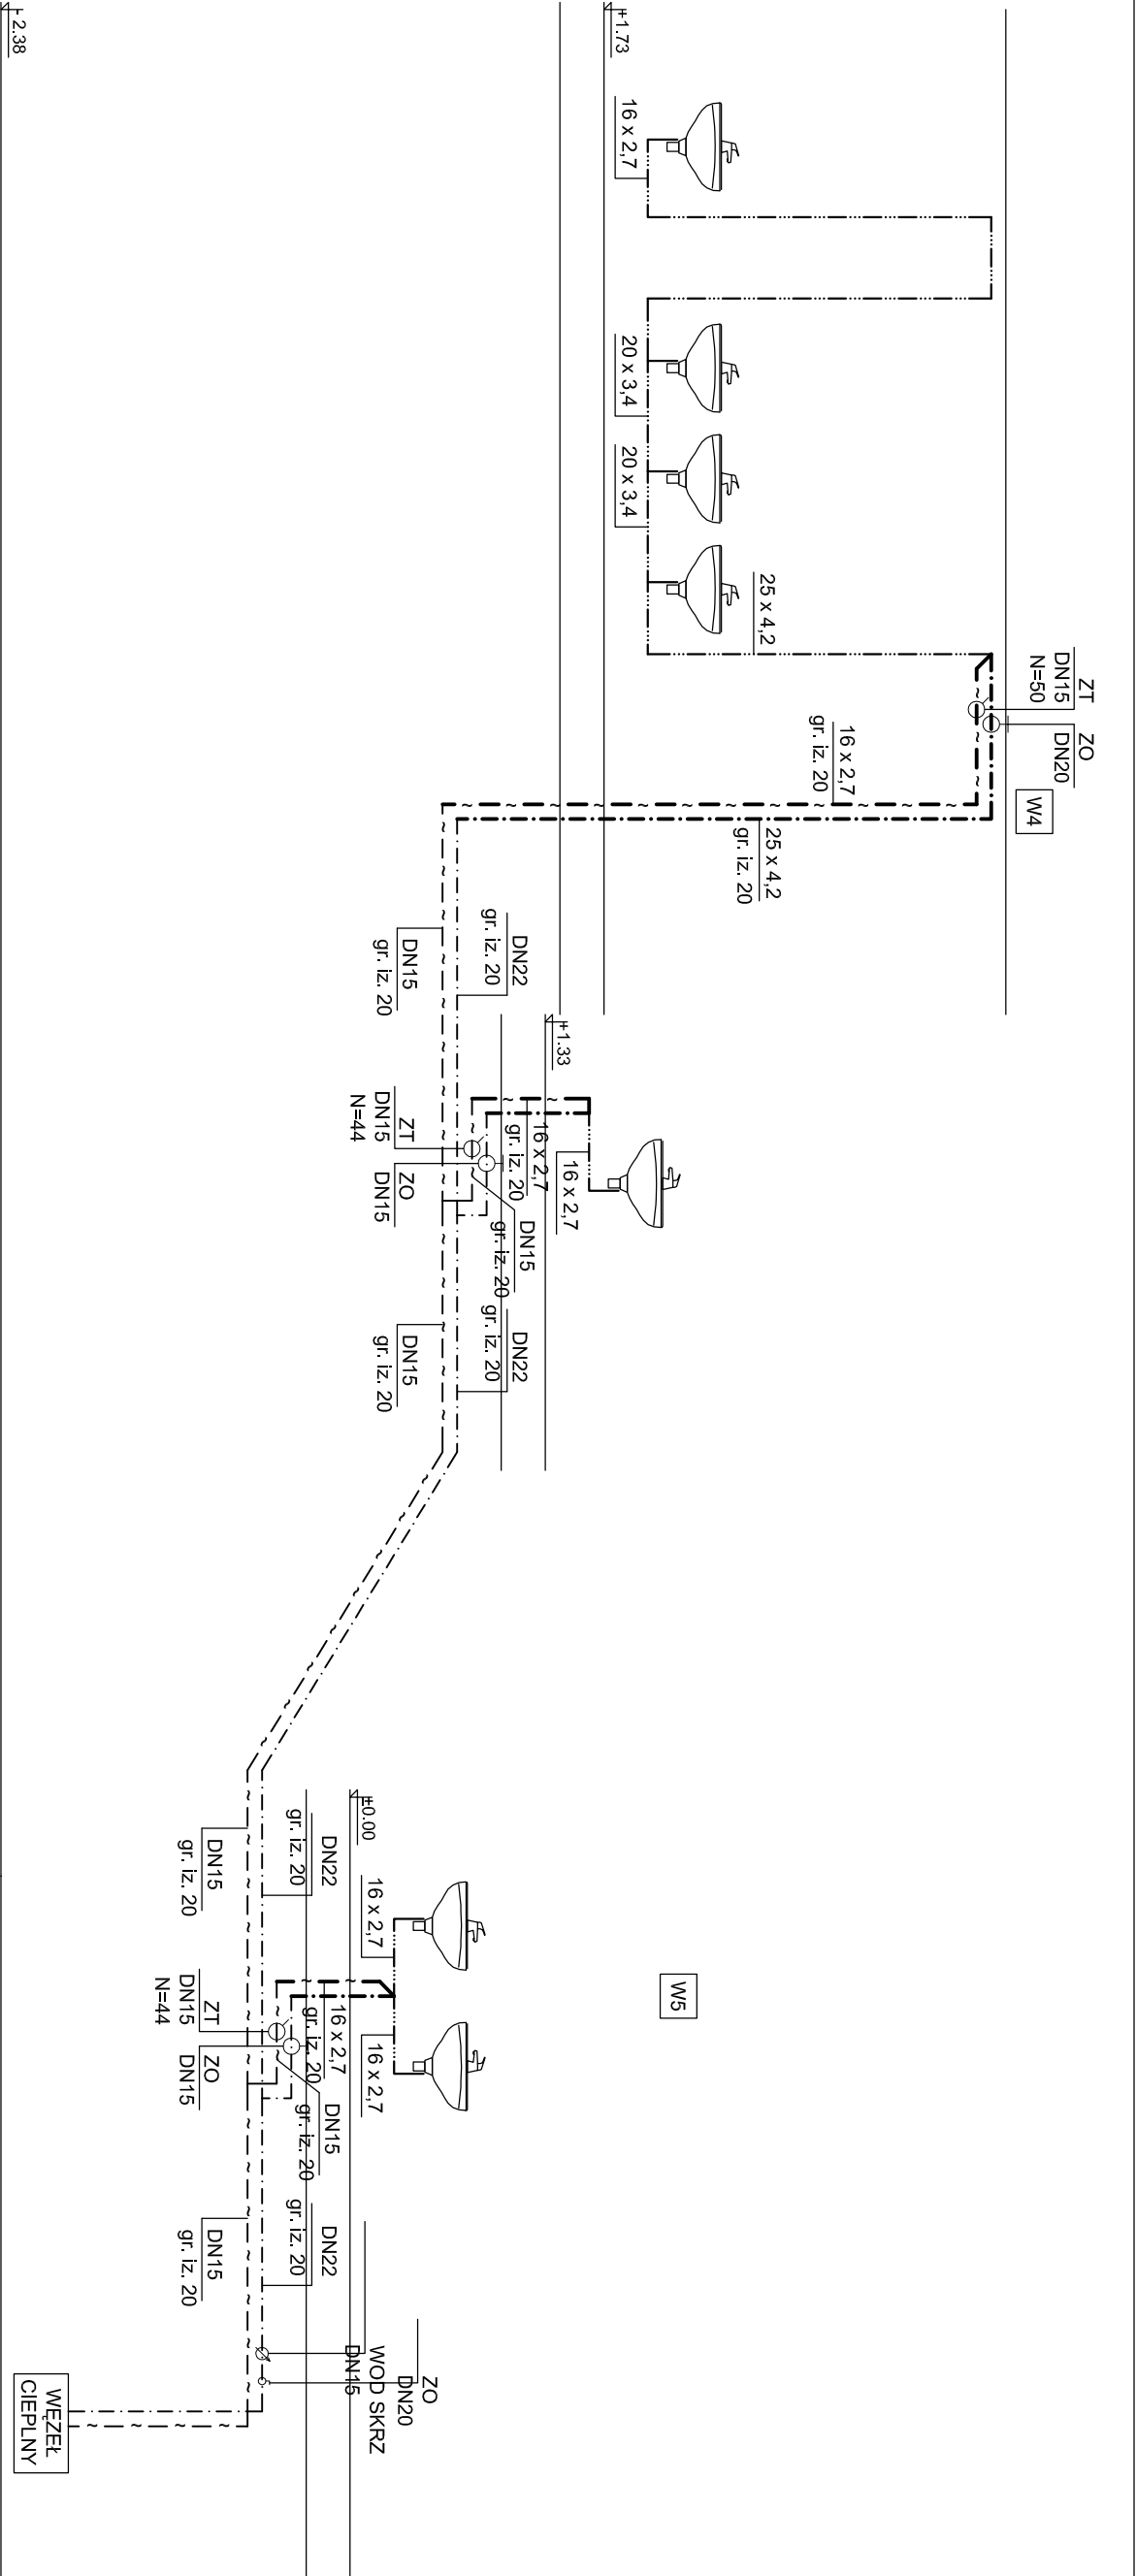 - 2.38
+1.73
16 x 2,7
20 x 3,4
20 x 3,4
25 x 4,2
ZT
DN15
N=50
ZO
DN20
W4
16 x 2,7
gr. iz. 20
25 x 4,2
gr. iz. 20
DN22
gr. iz. 20
DN15
gr. iz. 20
+1.33
ZT
DN15
N=44
ZO
DN15
16 x 2,7
gr. iz. 20
16 x 2,7
DN15
gr. iz. 20
DN22
gr. iz. 20
DN15
gr. iz. 20
±0.00
DN22
gr. iz. 20
DN15
gr. iz. 20
16 x 2,7
W5
ZT
DN15
N=44
ZO
DN15
16 x 2,7
gr. iz. 20
16 x 2,7
DN15
gr. iz. 20
DN22
gr. iz. 20
DN15
gr. iz. 20
ZO
DN20
WOD SKRZ
DN15
WĘZEŁ
CIEPLNY